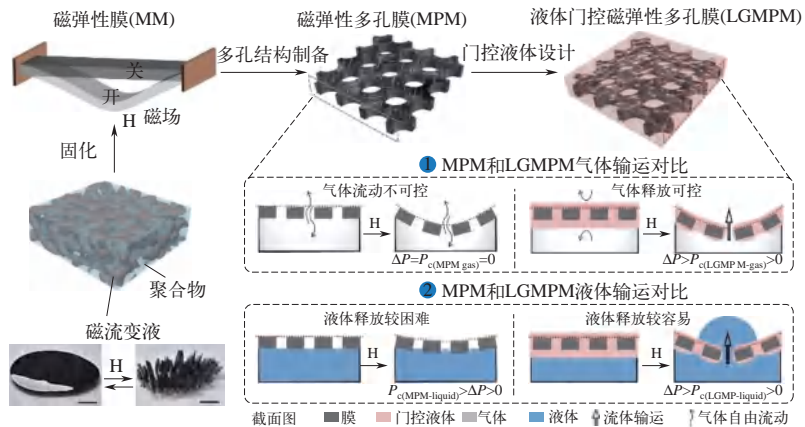 磁弹性膜(MM)
磁弹性多孔膜(MPM)
液体门控磁弹性多孔膜(LGMPM)
多孔结构制备
门控液体设计
关
开
H 磁场
固化
聚合物
磁流变液
H
1 MPM和LGMPM气体输运对比
气体流动不可控
气体释放可控
H
H
ΔP=Pc(MPM gas)=0
ΔP>Pc(LGMP M-gas)>0
2 MPM和LGMPM液体输运对比
液体释放较困难
液体释放较容易
H
H
Pc(MPM-liquid)>ΔP>0
ΔP>Pc(LGMP-liquid)>0
截面图 膜 门控液体 气体 液体 流体输运 气体自由流动